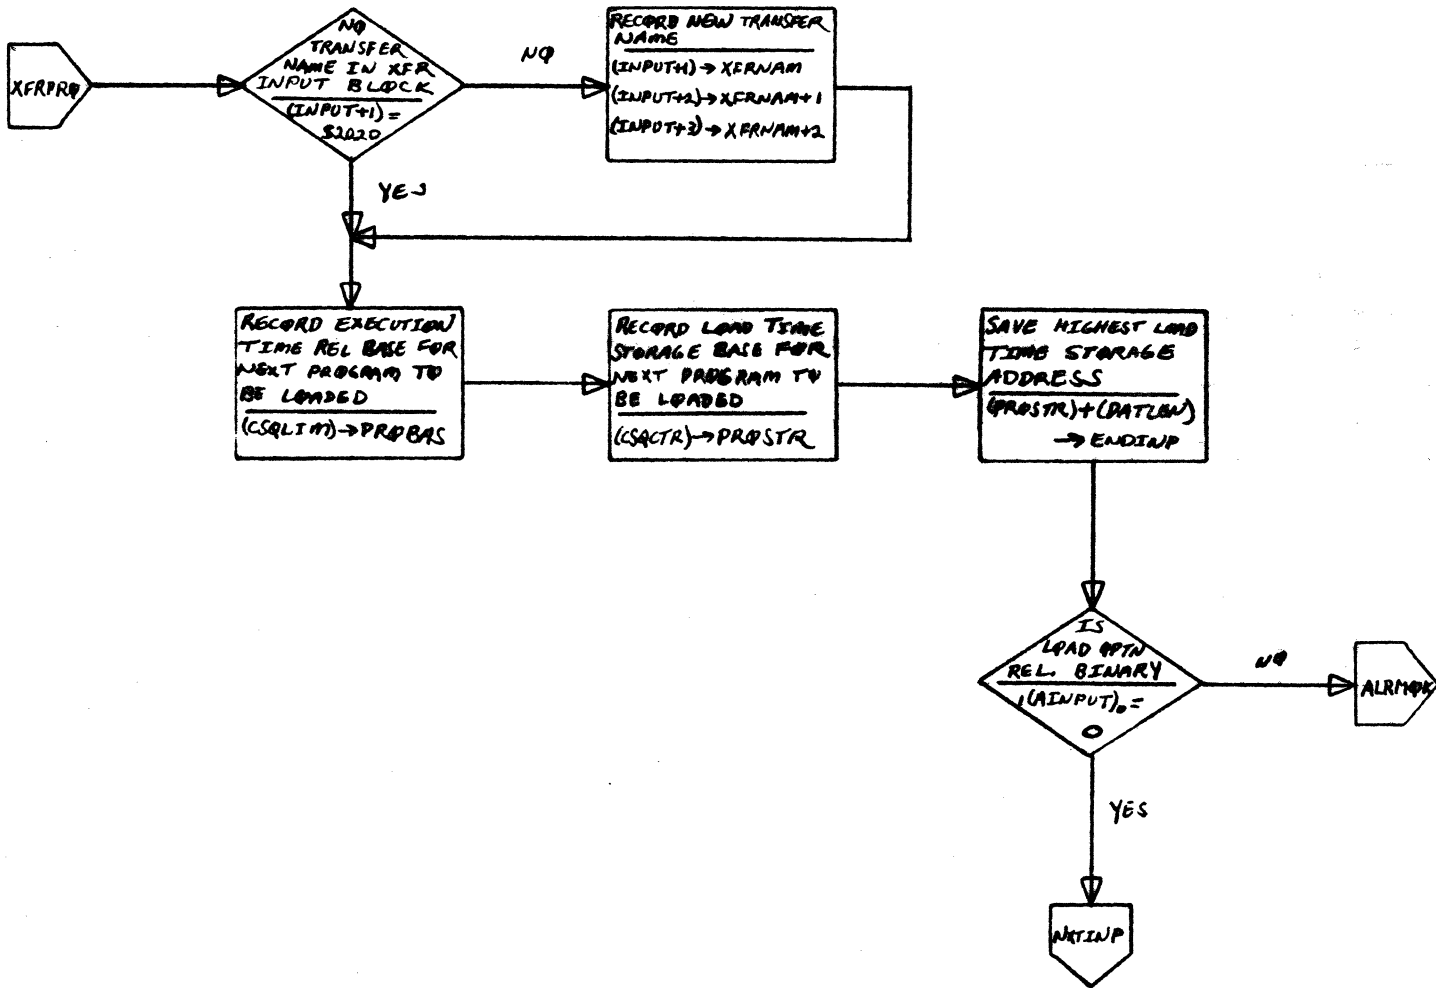 XFRPRO
NO
TRANSFER
NAME IN XFR
INPUT BLOCK
(INPUT+1) =
$2020
NO
YES
RECORD NEW TRANSFER
NAME
(INPUT+1) → XFRNAM
(INPUT+2) → XFRNAM+1
(INPUT+3) → XFRNAM+2
RECORD EXECUTION
TIME REL BASE FOR
NEXT PROGRAM TO
BE LOADED
(CSQLIM) → PROBAS
RECORD LOAD TIME
STORAGE BASE FOR
NEXT PROGRAM TO
BE LOADED
(CSQCTR) → PROSTR
SAVE HIGHEST LOAD
TIME STORAGE
ADDRESS
(PROSTR)+(DATLEN)
→ ENDINP
IS
LOAD OPTN
REL. BINARY
1(AINPUT)0 =
0
NO
ALRMOK
YES
NXTINP